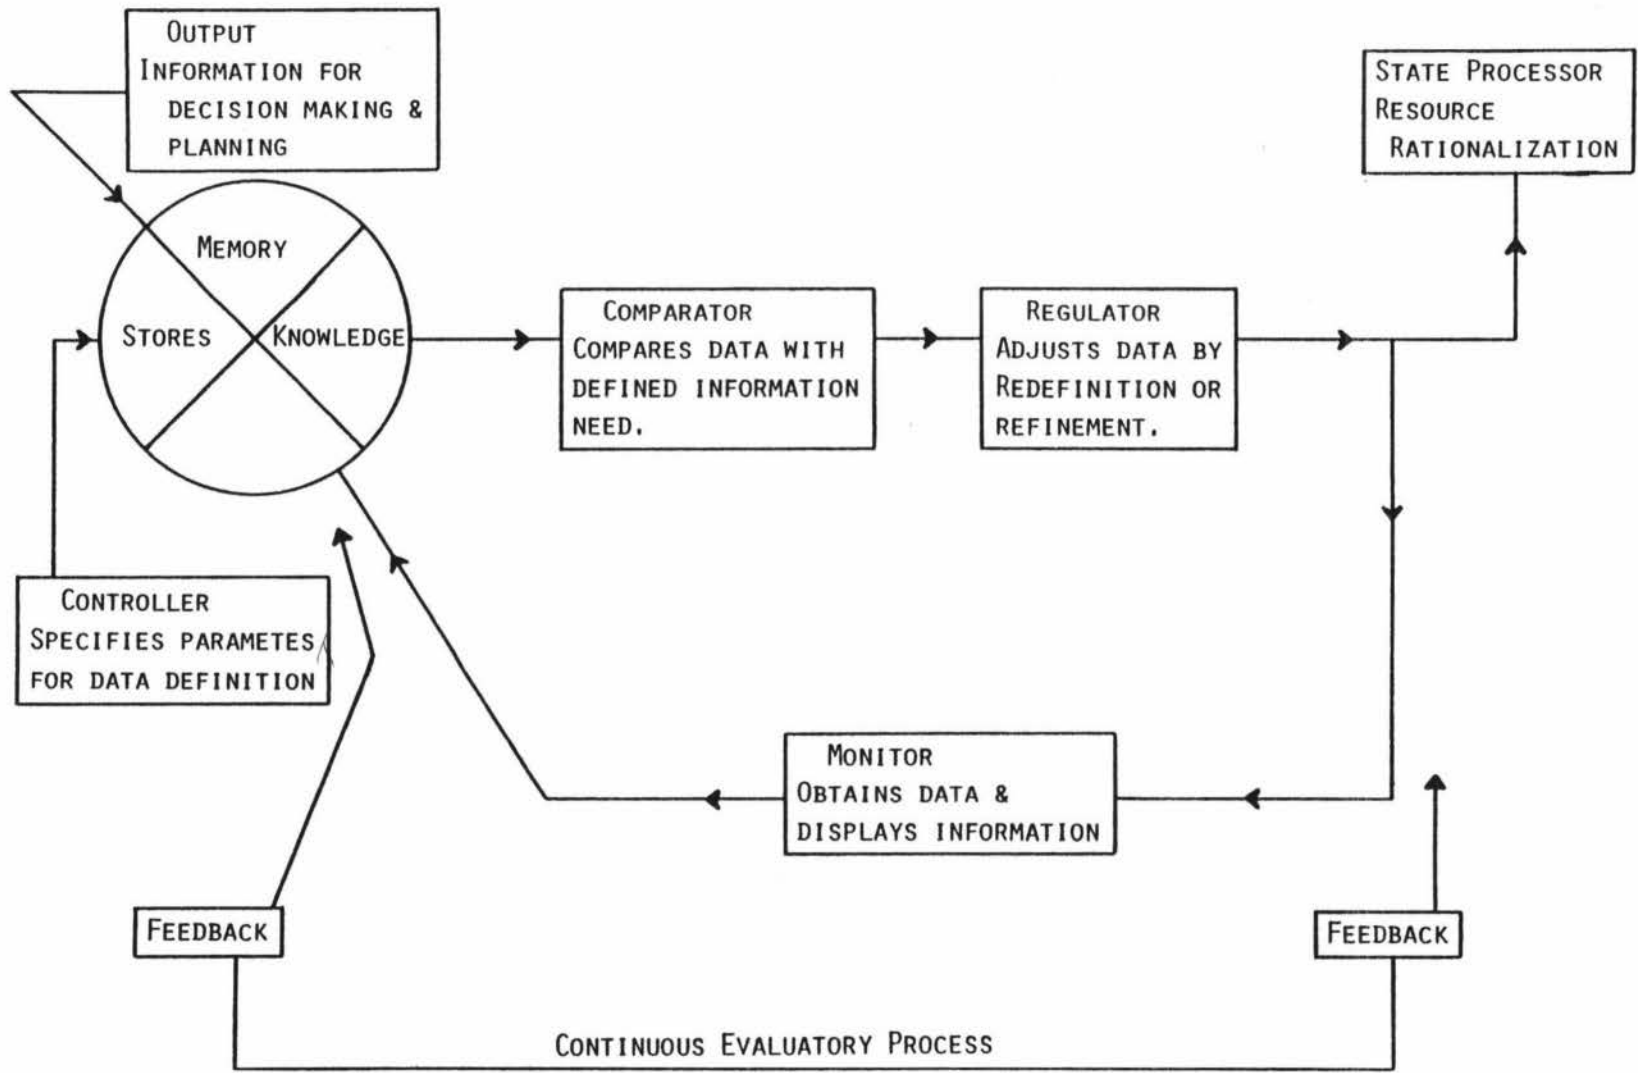 OUTPUT
INFORMATION FOR
DECISION MAKING &
PLANNING
STATE PROCESSOR
RESOURCE
RATIONALIZATION
MEMORY
STORES
KNOWLEDGE
COMPARATOR
COMPARES DATA WITH
DEFINED INFORMATION
NEED.
REGULATOR
ADJUSTS DATA BY
REDEFINITION OR
REFINEMENT.
CONTROLLER
SPECIFIES PARAMETES
FOR DATA DEFINITION
MONITOR
OBTAINS DATA &
DISPLAYS INFORMATION
FEEDBACK
FEEDBACK
CONTINUOUS EVALUATORY PROCESS